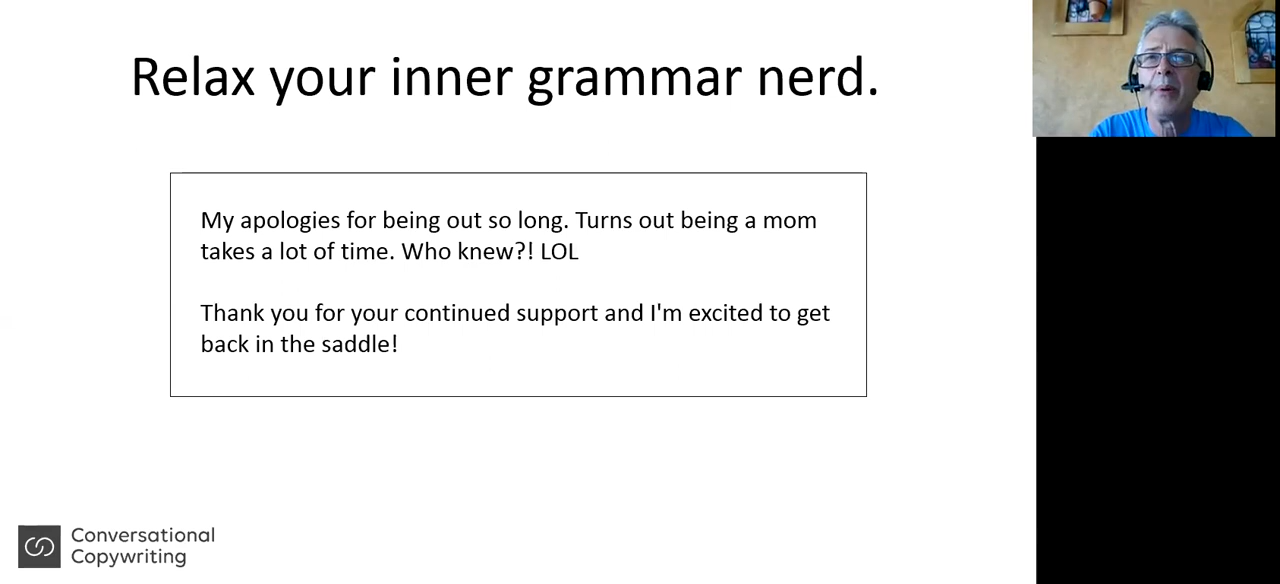 Relax your inner grammar nerd.
My apologies for being out so long. Turns out being a mom
takes a lot of time. Who knew?! LOL
Thank you for your continued support and I'm excited to get
back in the saddle!
Conversational
Copywriting